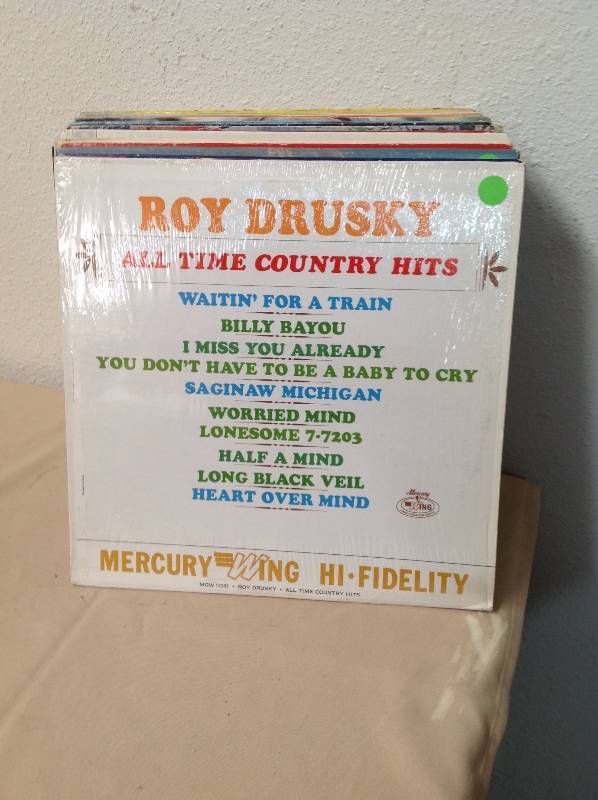 ROY DRUSKY
ALL TIME COUNTRY HITS
WAITIN' FOR A TRAIN
BILLY BAYOU
I MISS YOU ALREADY
YOU DON'T HAVE TO BE A BABY TO CRY
SAGINAW MICHIGAN
WORRIED MIND
LONESOME 7-7203
HALF A MIND
LONG BLACK VEIL
HEART OVER MIND
Mercury
WING
MERCURY WING HI·FIDELITY
MGW • ROY DRUSKY • ALL TIME COUNTRY HITS